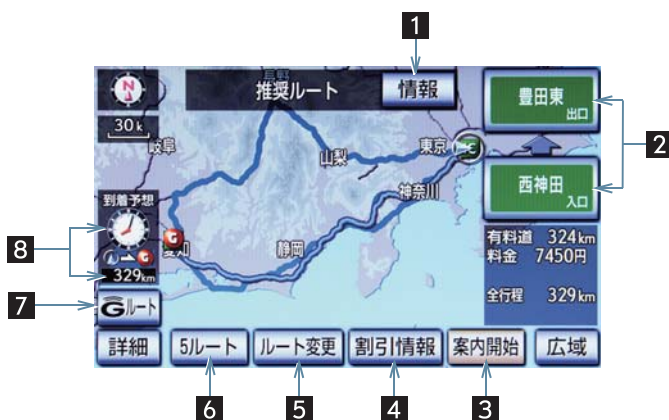 1
推奨ルート
情報
豊田東
出口
2
30k
長野
岐阜
山梨
東京
神奈川
西神田
入口
到着予想
8
329km
愛知
静岡
有料道 324km
料金 7450円
全行程 329km
7
Gルート
詳細
5ルート
ルート変更
割引情報
案内開始
広域
6
5
4
3